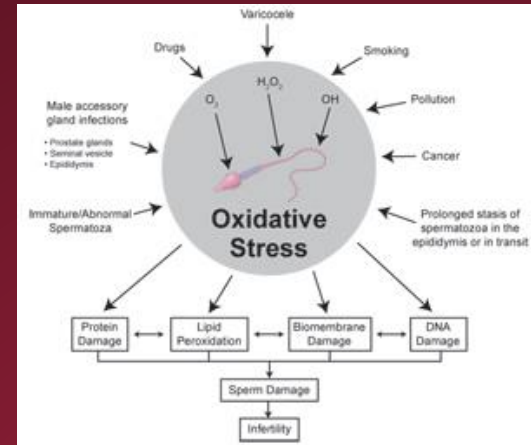 Varicocele
Drugs
Smoking
H₂O₂
O₃
OH
Male accessory
gland infections
• Prostate glands
• Seminal vesicle
• Epididymis
Pollution
Cancer
Immature/Abnormal
Spermatoza
Prolonged stasis of
spermatozoa in the
epididymis or in transit
Oxidative
Stress
Protein
Damage
Lipid
Peroxidation
Biomembrane
Damage
DNA
Damage
Sperm Damage
Infertility